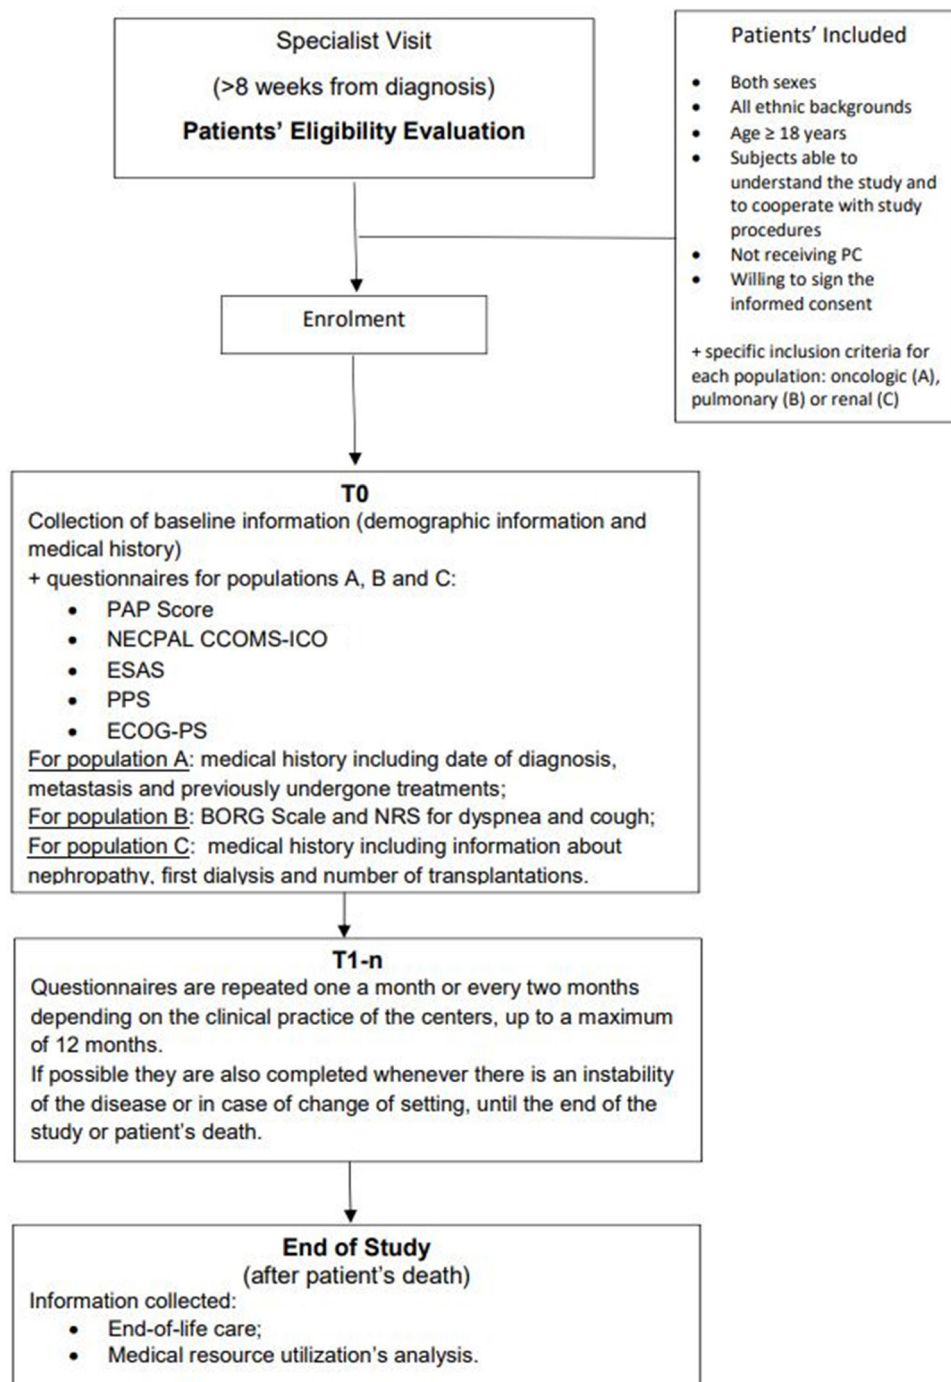 Specialist Visit
(>8 weeks from diagnosis)
Patients’ Eligibility Evaluation
Patients’ Included
• Both sexes
• All ethnic backgrounds
• Age ≥ 18 years
• Subjects able to
understand the study and
to cooperate with study
procedures
• Not receiving PC
• Willing to sign the
informed consent
+ specific inclusion criteria for
each population: oncologic (A),
pulmonary (B) or renal (C)
Enrolment
T0
Collection of baseline information (demographic information and
medical history)
+ questionnaires for populations A, B and C:
• PAP Score
• NECPAL CCOMS-ICO
• ESAS
• PPS
• ECOG-PS
For population A: medical history including date of diagnosis,
metastasis and previously undergone treatments;
For population B: BORG Scale and NRS for dyspnea and cough;
For population C: medical history including information about
nephropathy, first dialysis and number of transplantations.
T1-n
Questionnaires are repeated one a month or every two months
depending on the clinical practice of the centers, up to a maximum
of 12 months.
If possible they are also completed whenever there is an instability
of the disease or in case of change of setting, until the end of the
study or patient’s death.
End of Study
(after patient’s death)
Information collected:
• End-of-life care;
• Medical resource utilization’s analysis.